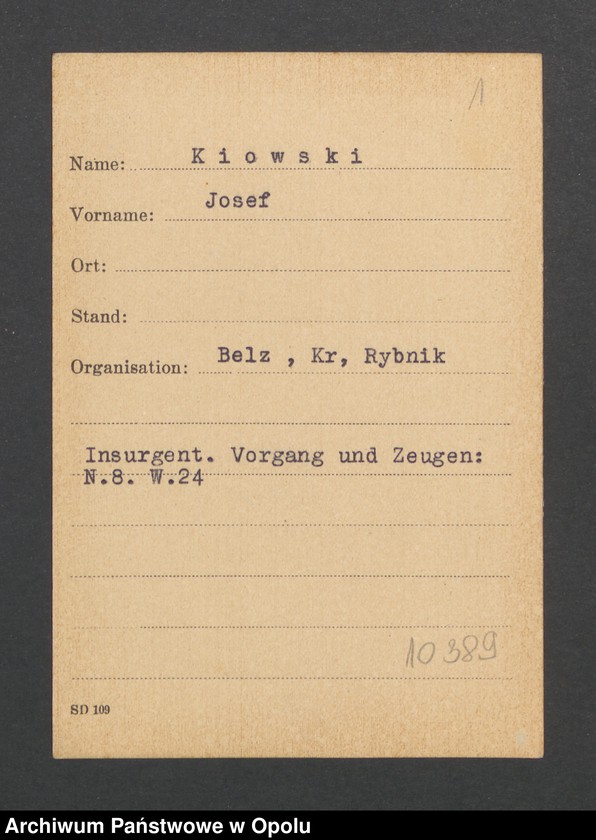 1
Name: K i o w s k i
Vorname: Josef
Ort:
Stand:
Organisation: Belz , Kr, Rybnik
Insurgent. Vorgang und Zeugen:
N.8. W.24
10389
SD 109
Archiwum Państwowe w Opolu